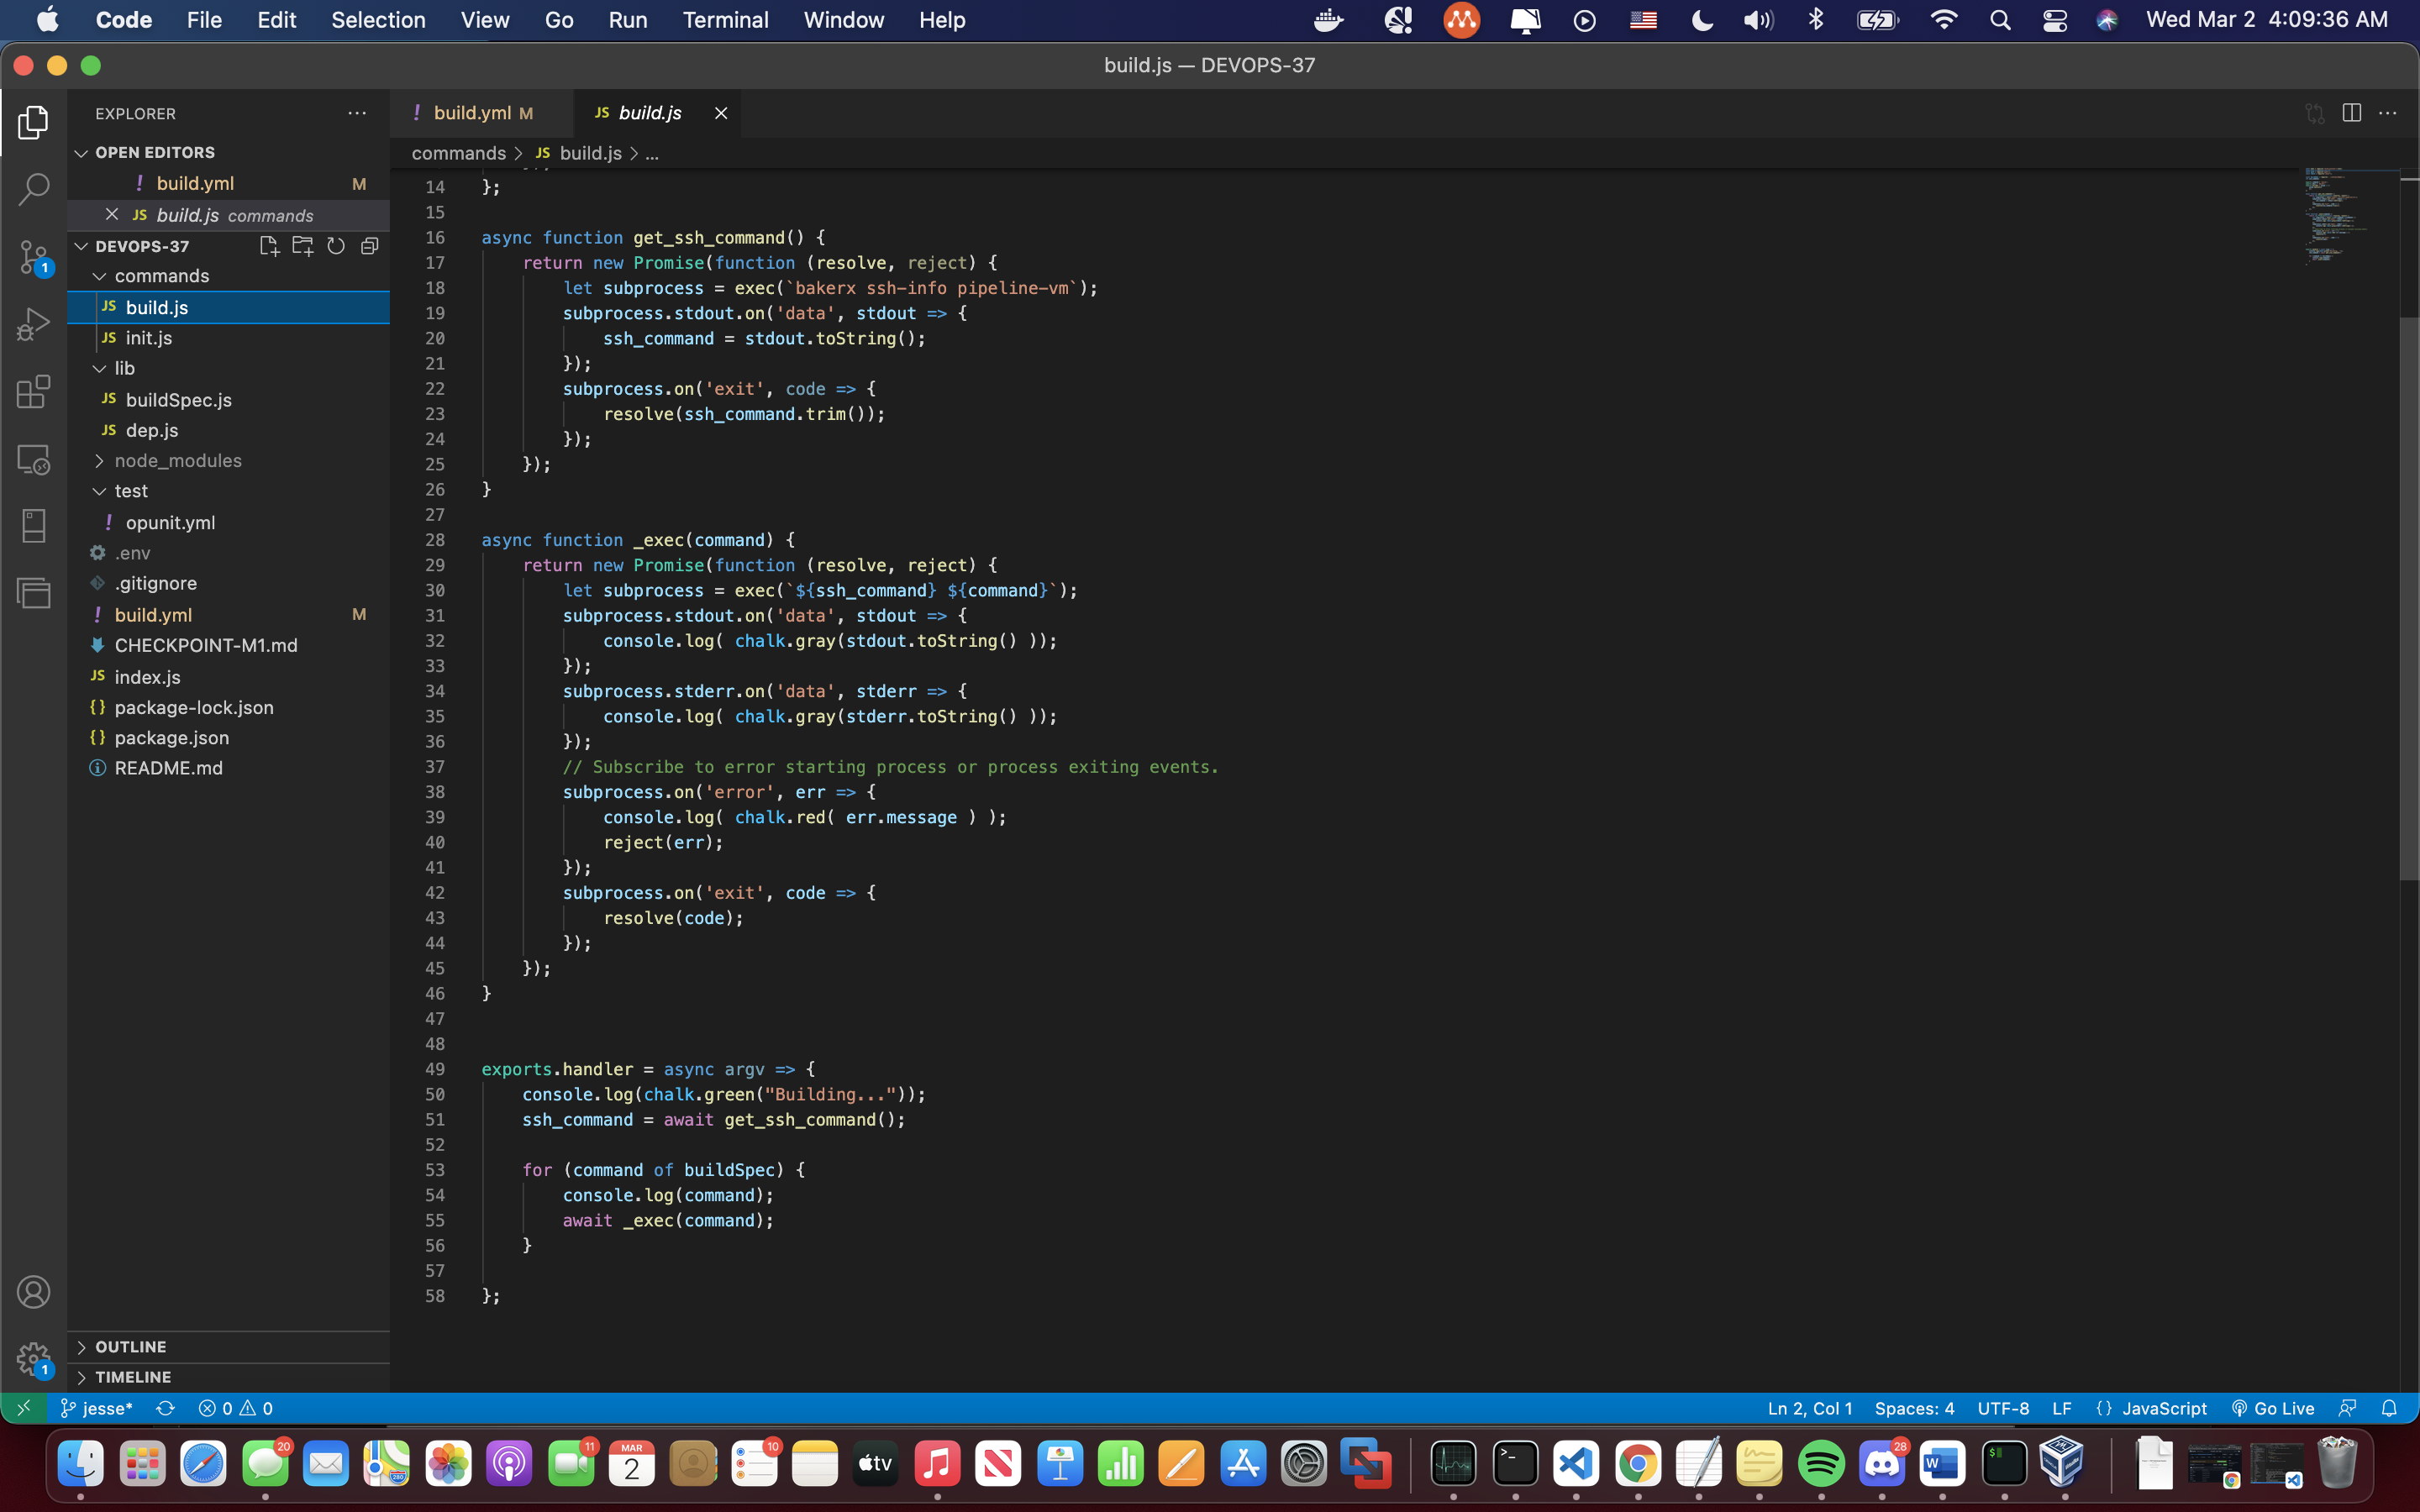 Code File Edit Selection View Go Run Terminal Window Help Wed Mar 2 4:09:36 AM
build.js — DEVOPS-37
EXPLORER
OPEN EDITORS
! build.yml M
JS build.js commands
DEVOPS-37
commands
JS build.js
JS init.js
lib
JS buildSpec.js
JS dep.js
node_modules
test
! opunit.yml
.env
.gitignore
! build.yml M
CHECKPOINT-M1.md
JS index.js
{} package-lock.json
{} package.json
README.md
OUTLINE
TIMELINE
1
1
! build.yml M JS build.js
commands > JS build.js > ...
14 };
15
16 async function get_ssh_command() {
17 return new Promise(function (resolve, reject) {
18 let subprocess = exec(`bakerx ssh-info pipeline-vm`);
19 subprocess.stdout.on('data', stdout => {
20 ssh_command = stdout.toString();
21 });
22 subprocess.on('exit', code => {
23 resolve(ssh_command.trim());
24 });
25 });
26 }
27
28 async function _exec(command) {
29 return new Promise(function (resolve, reject) {
30 let subprocess = exec(`${ssh_command} ${command}`);
31 subprocess.stdout.on('data', stdout => {
32 console.log( chalk.gray(stdout.toString() ));
33 });
34 subprocess.stderr.on('data', stderr => {
35 console.log( chalk.gray(stderr.toString() ));
36 });
37 // Subscribe to error starting process or process exiting events.
38 subprocess.on('error', err => {
39 console.log( chalk.red( err.message ) );
40 reject(err);
41 });
42 subprocess.on('exit', code => {
43 resolve(code);
44 });
45 });
46 }
47
48
49 exports.handler = async argv => {
50 console.log(chalk.green("Building..."));
51 ssh_command = await get_ssh_command();
52
53 for (command of buildSpec) {
54 console.log(command);
55 await _exec(command);
56 }
57
58 };
jesse* 0 0 Ln 2, Col 1 Spaces: 4 UTF-8 LF {} JavaScript Go Live
20 11 MAR 2 10 tv 28 W